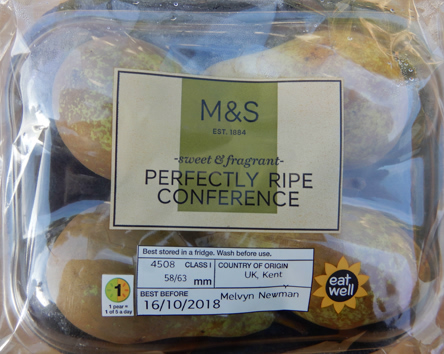 M&S
EST. 1884
-sweet & fragrant-
PERFECTLY RIPE
CONFERENCE
Best stored in a fridge. Wash before use.
4508 CLASS I
58/63 mm
COUNTRY OF ORIGIN
UK, Kent
BEST BEFORE
16/10/2018
Melvyn Newman
1
1 pear =
1 of 5 a day
eat
well